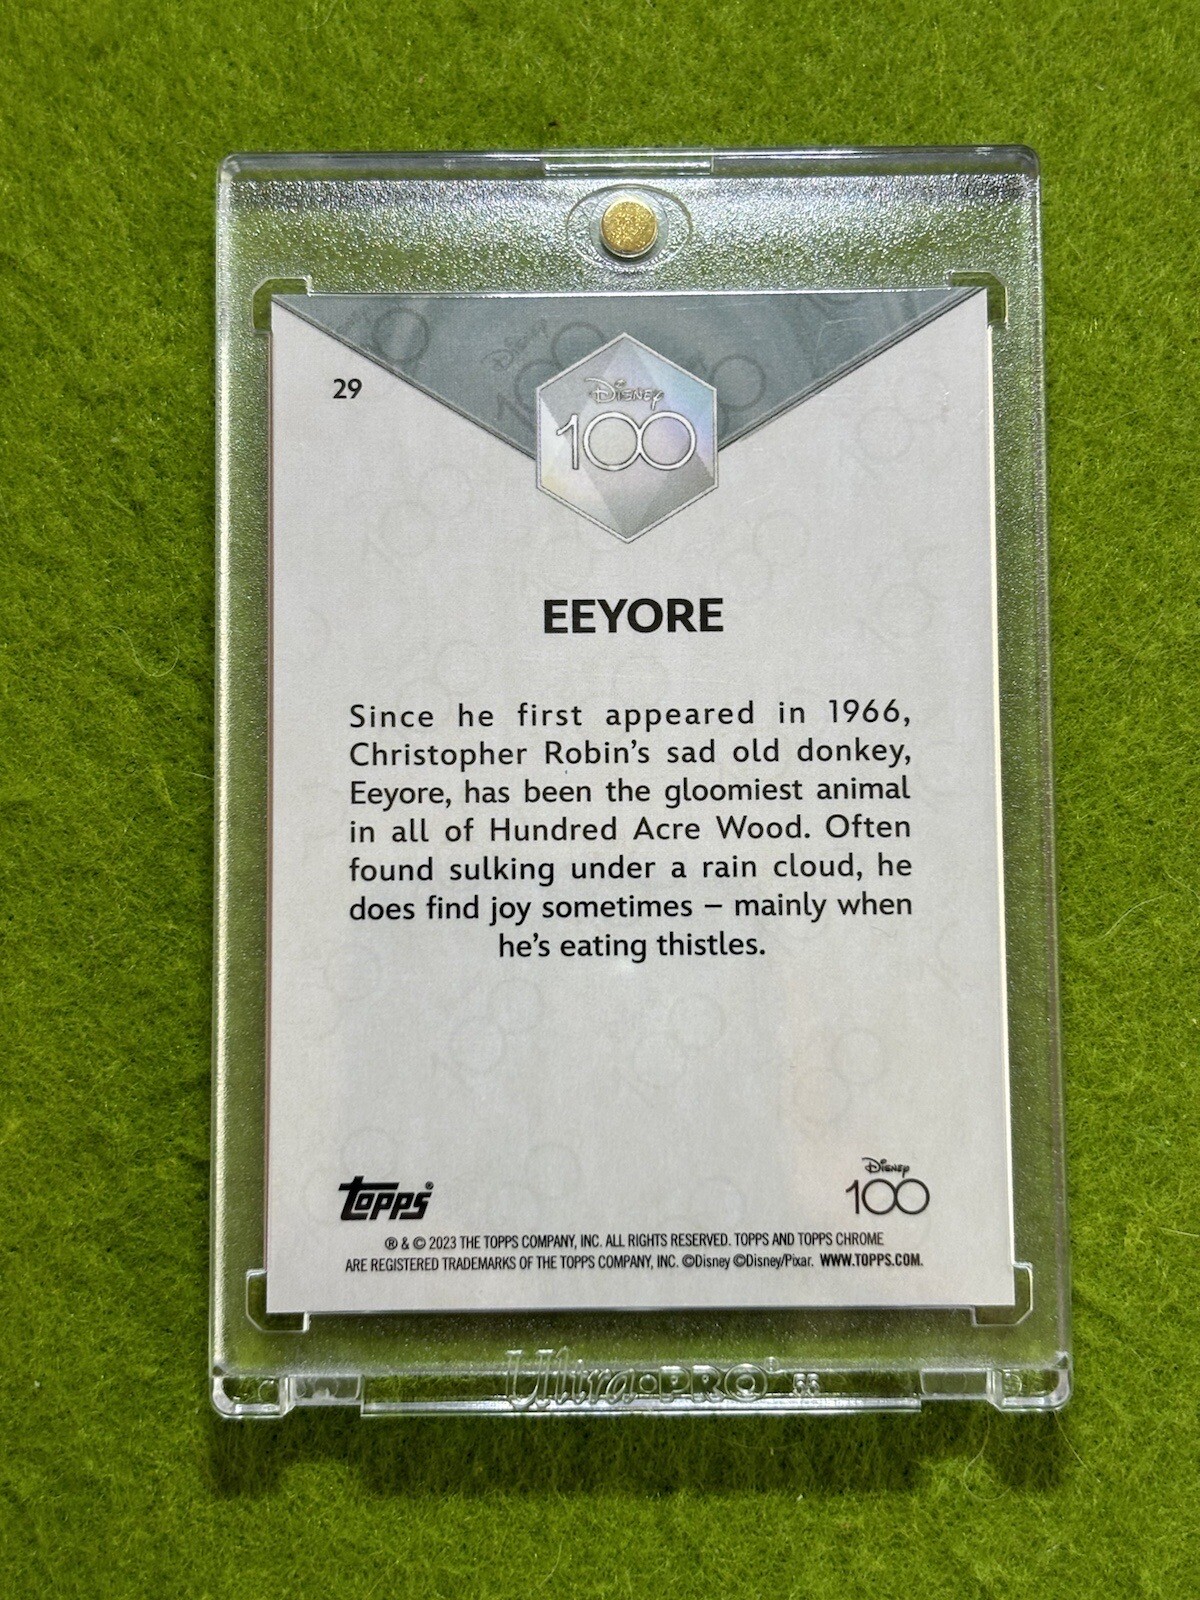 29
Disney
100
EEYORE
Since he first appeared in 1966,
Christopher Robin's sad old donkey,
Eeyore, has been the gloomiest animal
in all of Hundred Acre Wood. Often
found sulking under a rain cloud, he
does find joy sometimes – mainly when
he's eating thistles.
topps®
Disney
100
® & © 2023 THE TOPPS COMPANY, INC. ALL RIGHTS RESERVED. TOPPS AND TOPPS CHROME
ARE REGISTERED TRADEMARKS OF THE TOPPS COMPANY, INC. ©Disney ©Disney/Pixar. WWW.TOPPS.COM.
Ultra·PRO®